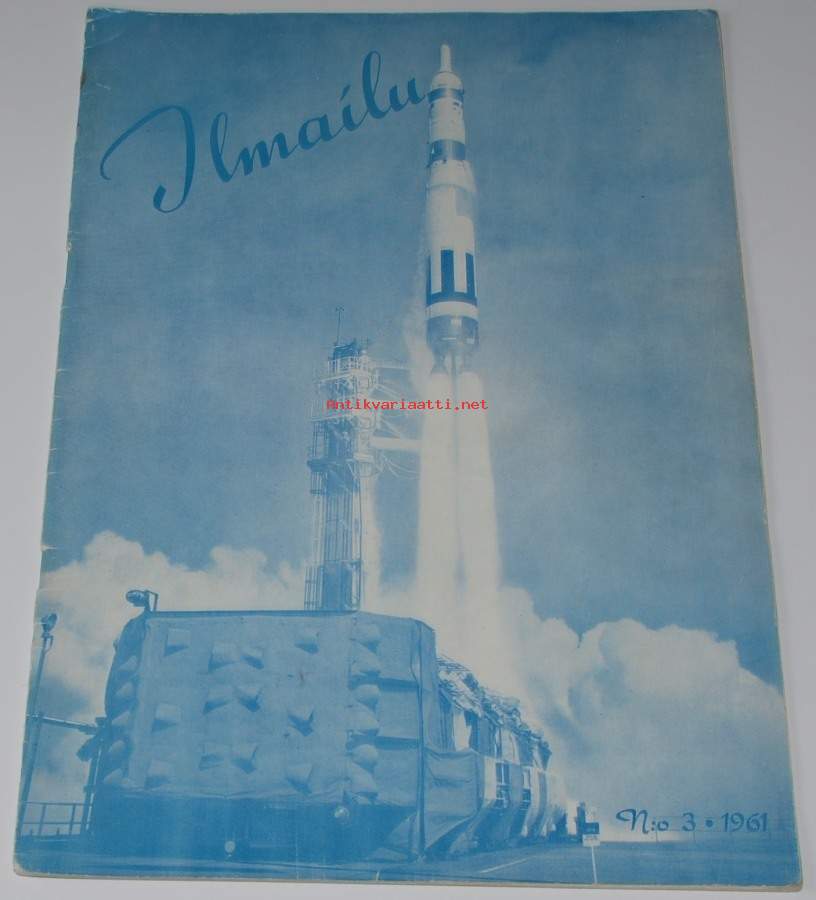 Ilmailu
Antikvariaatti.net
N:o 3 • 1961